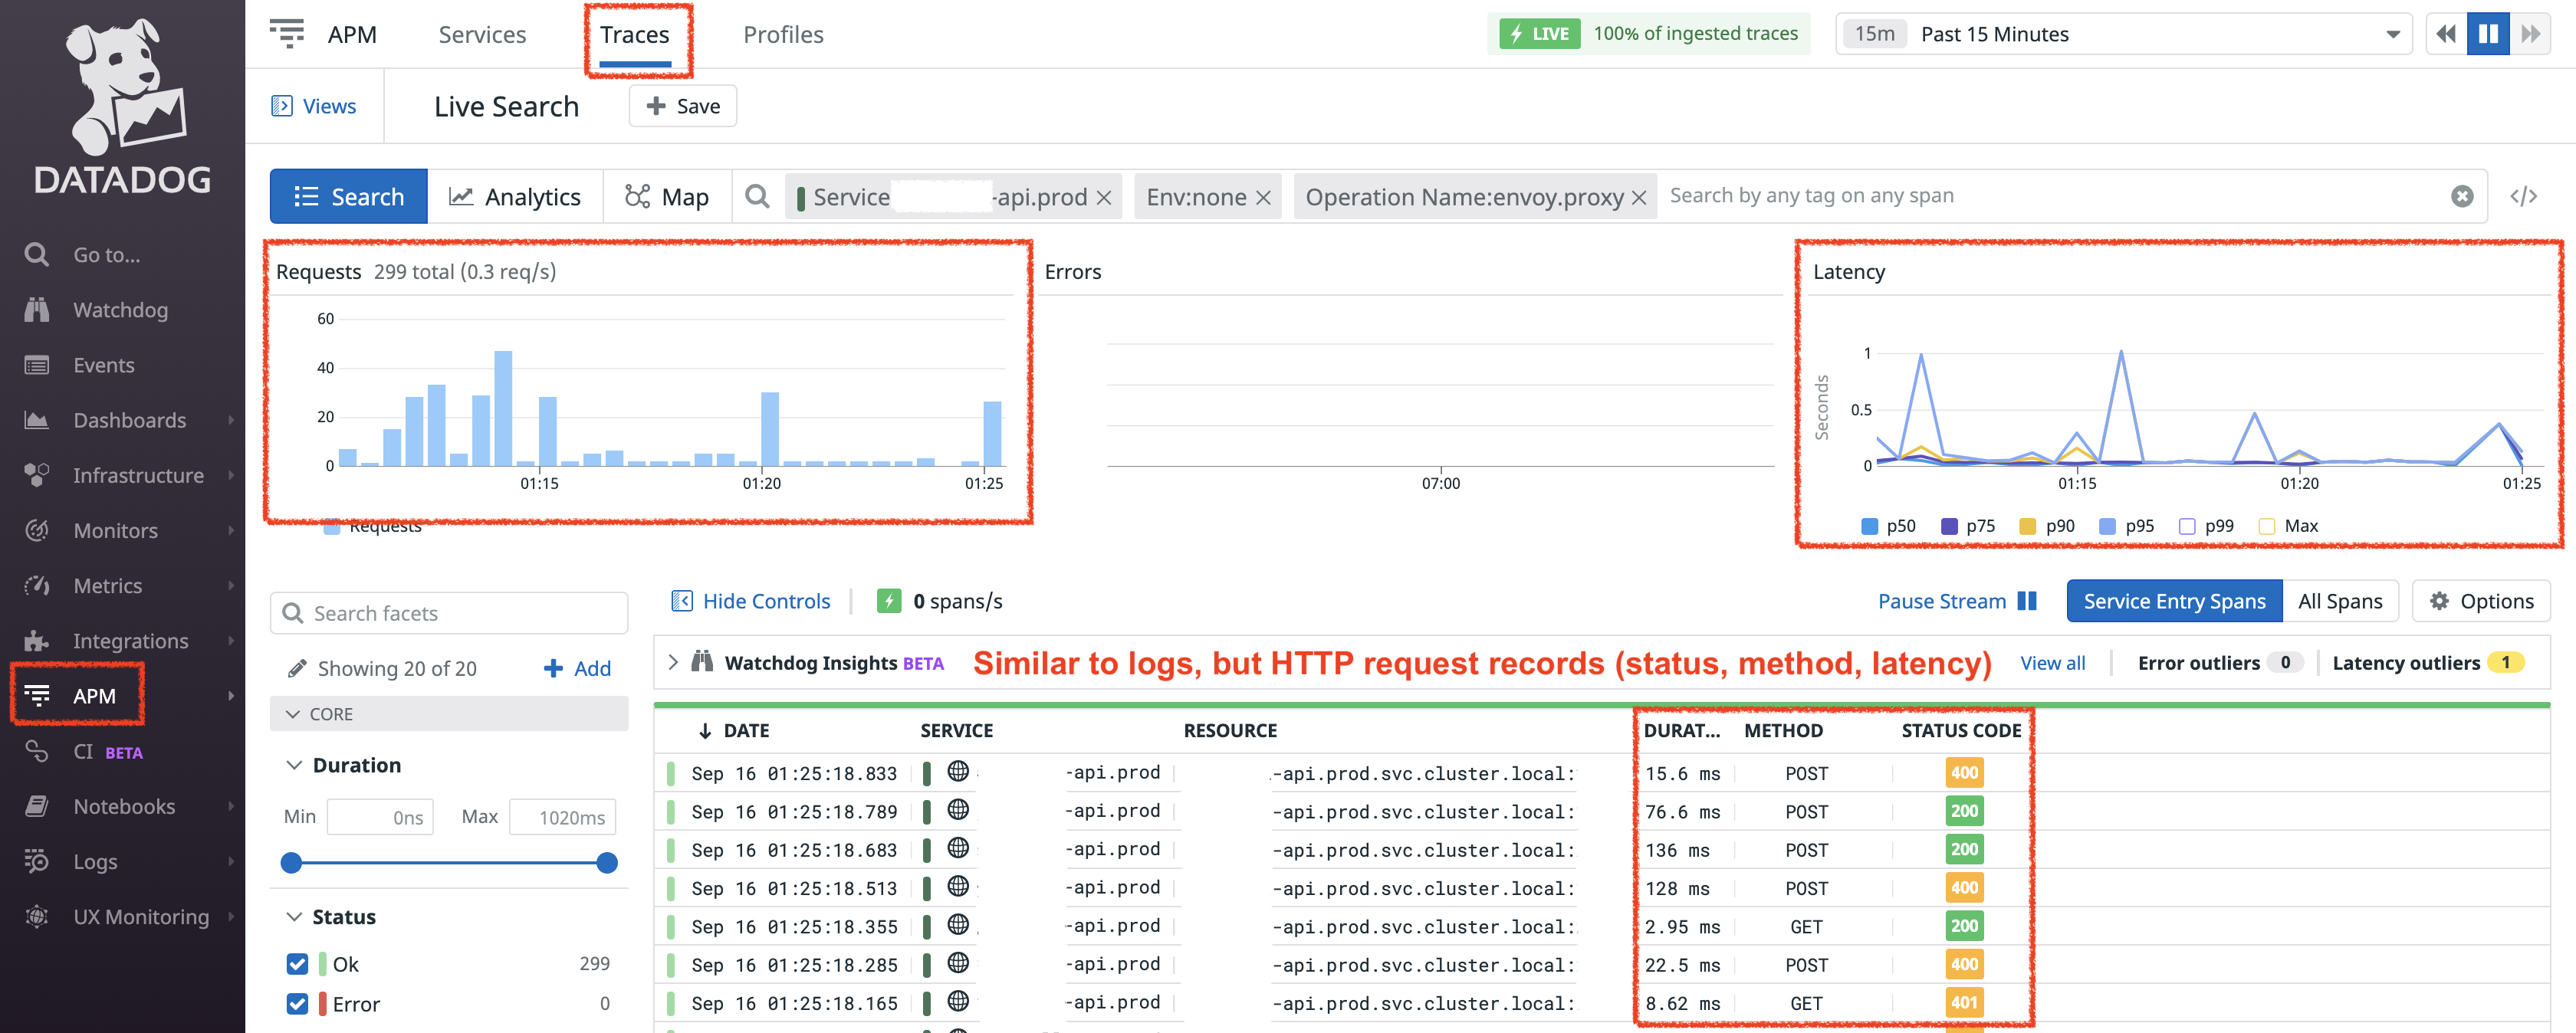 DATADOG
Go to...
Watchdog
Events
Dashboards
Infrastructure
Monitors
Metrics
Integrations
APM
CI BETA
Notebooks
Logs
UX Monitoring
APM Services Traces Profiles
LIVE 100% of ingested traces
15m Past 15 Minutes
Views Live Search + Save
Search Analytics Map Service -api.prod × Env:none × Operation Name:envoy.proxy × Search by any tag on any span </>
Requests 299 total (0.3 req/s)
60
40
20
0
01:15 01:20 01:25
Requests
Errors
07:00
Latency
Seconds
1
0.5
0
01:15 01:20 01:25
p50 p75 p90 p95 p99 Max
Search facets
Showing 20 of 20 + Add
CORE
Duration
Min 0ns Max 1020ms
Status
Ok 299
Error 0
Hide Controls 0 spans/s Pause Stream Service Entry Spans All Spans Options
Watchdog Insights BETA Similar to logs, but HTTP request records (status, method, latency) View all Error outliers 0 Latency outliers 1
↓ DATE SERVICE RESOURCE DURAT... METHOD STATUS CODE
Sep 16 01:25:18.833 -api.prod -api.prod.svc.cluster.local: 15.6 ms POST 400
Sep 16 01:25:18.789 -api.prod -api.prod.svc.cluster.local: 76.6 ms POST 200
Sep 16 01:25:18.683 -api.prod -api.prod.svc.cluster.local: 136 ms POST 200
Sep 16 01:25:18.513 -api.prod -api.prod.svc.cluster.local: 128 ms POST 400
Sep 16 01:25:18.355 -api.prod -api.prod.svc.cluster.local: 2.95 ms GET 200
Sep 16 01:25:18.285 -api.prod -api.prod.svc.cluster.local: 22.5 ms POST 400
Sep 16 01:25:18.165 -api.prod -api.prod.svc.cluster.local: 8.62 ms GET 401